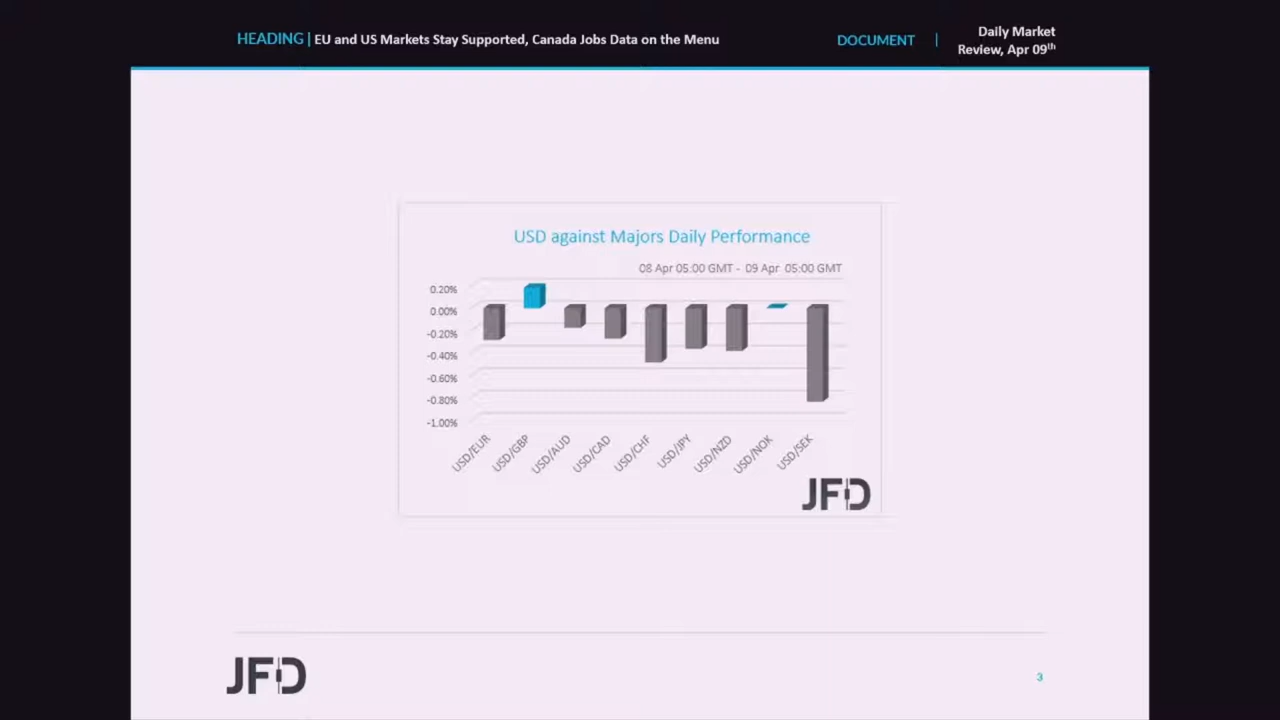 HEADING | EU and US Markets Stay Supported, Canada Jobs Data on the Menu
DOCUMENT |
Daily Market
Review, Apr 09th
USD against Majors Daily Performance
08 Apr 05:00 GMT - 09 Apr 05:00 GMT
0.20%
0.00%
-0.20%
-0.40%
-0.60%
-0.80%
-1.00%
USD/EUR
USD/GBP
USD/AUD
USD/CAD
USD/CHF
USD/JPY
USD/NZD
USD/NOK
USD/SEK
JFD
JFD
3